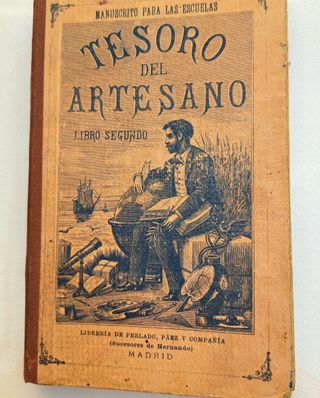 MANUSCRITO PARA LAS ESCUELAS
TESORO
DEL
ARTESANO
LIBRO SEGUNDO
LIBRERÍA DE PERLADO, PÁEZ Y COMPAÑÍA
(Sucesores de Hernando)
MADRID